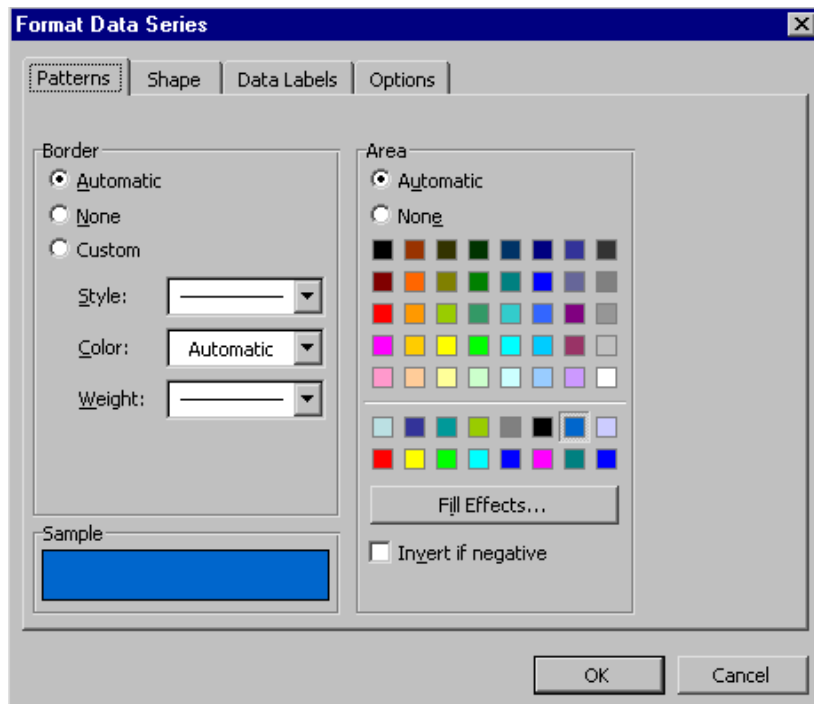 Format Data Series
Patterns Shape Data Labels Options
Border
Automatic
None
Custom
Style:
Color: Automatic
Weight:
Sample
Area
Automatic
None
Fill Effects...
Invert if negative
OK Cancel